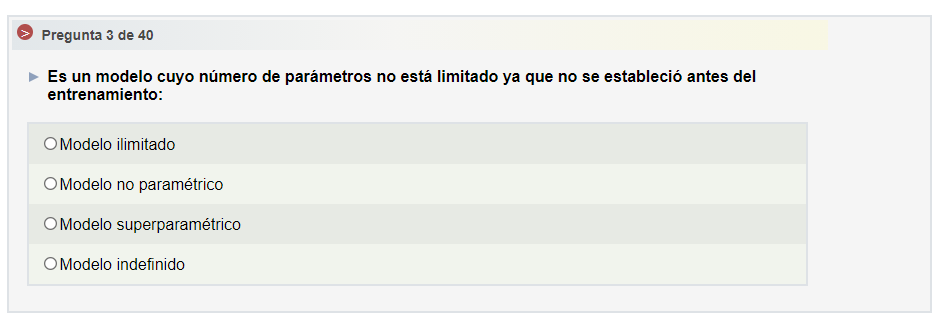 Pregunta 3 de 40
Es un modelo cuyo número de parámetros no está limitado ya que no se estableció antes del
entrenamiento:
Modelo ilimitado
Modelo no paramétrico
Modelo superparamétrico
Modelo indefinido